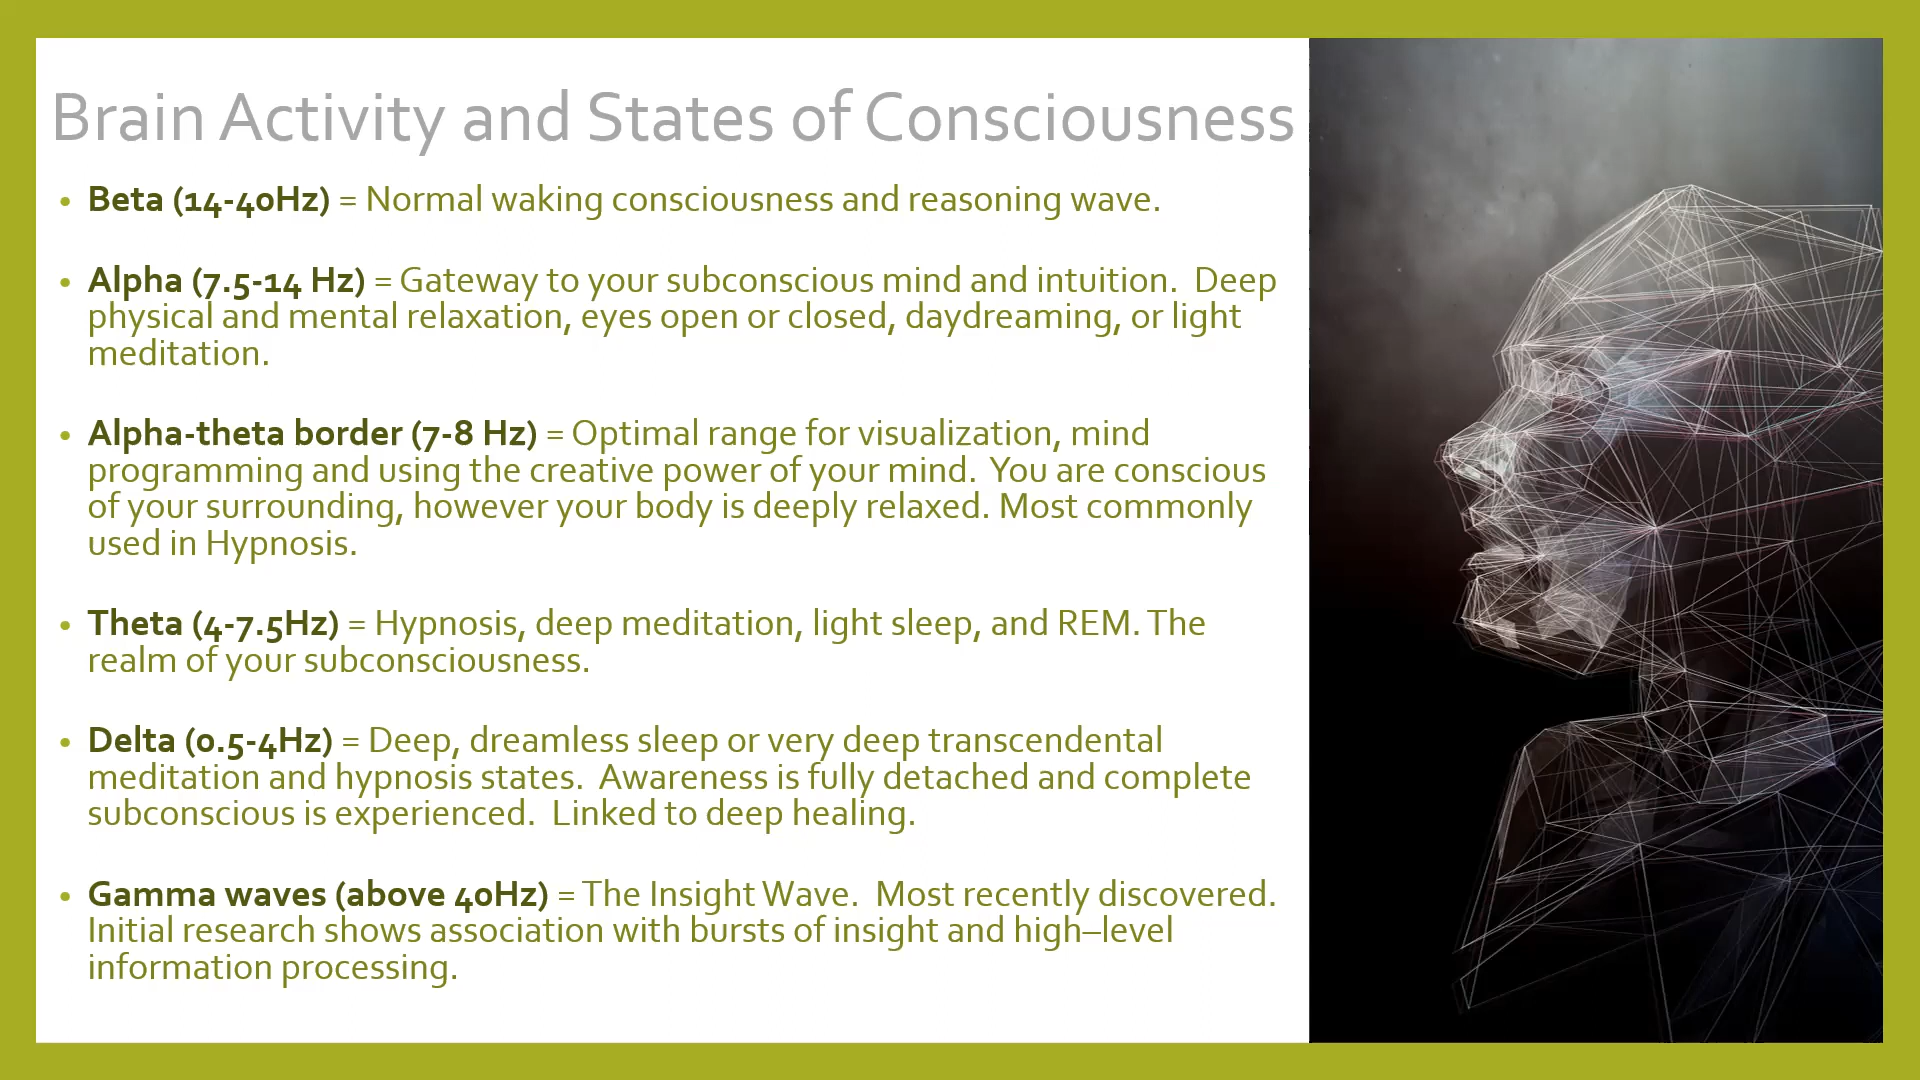 Brain Activity and States of Consciousness
• Beta (14-40Hz) = Normal waking consciousness and reasoning wave.
• Alpha (7.5-14 Hz) = Gateway to your subconscious mind and intuition.  Deep
physical and mental relaxation, eyes open or closed, daydreaming, or light
meditation.
• Alpha-theta border (7-8 Hz) = Optimal range for visualization, mind
programming and using the creative power of your mind.  You are conscious
of your surrounding, however your body is deeply relaxed. Most commonly
used in Hypnosis.
• Theta (4-7.5Hz) = Hypnosis, deep meditation, light sleep, and REM. The
realm of your subconsciousness.
• Delta (0.5-4Hz) = Deep, dreamless sleep or very deep transcendental
meditation and hypnosis states.  Awareness is fully detached and complete
subconscious is experienced.  Linked to deep healing.
• Gamma waves (above 40Hz) = The Insight Wave.  Most recently discovered.
Initial research shows association with bursts of insight and high–level
information processing.